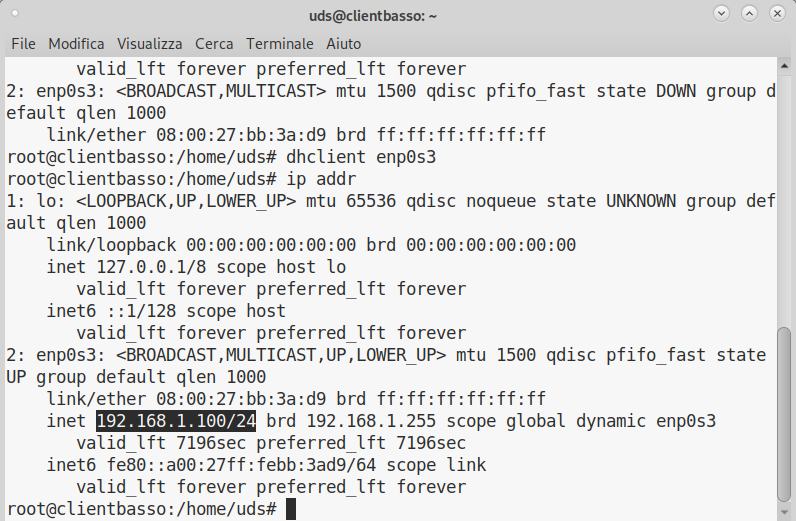 uds@clientbasso: ~
File Modifica Visualizza Cerca Terminale Aiuto
       valid_lft forever preferred_lft forever
2: enp0s3: <BROADCAST,MULTICAST> mtu 1500 qdisc pfifo_fast state DOWN group d
efault qlen 1000
    link/ether 08:00:27:bb:3a:d9 brd ff:ff:ff:ff:ff:ff
root@clientbasso:/home/uds# dhclient enp0s3
root@clientbasso:/home/uds# ip addr
1: lo: <LOOPBACK,UP,LOWER_UP> mtu 65536 qdisc noqueue state UNKNOWN group def
ault qlen 1000
    link/loopback 00:00:00:00:00:00 brd 00:00:00:00:00:00
    inet 127.0.0.1/8 scope host lo
       valid_lft forever preferred_lft forever
    inet6 ::1/128 scope host
       valid_lft forever preferred_lft forever
2: enp0s3: <BROADCAST,MULTICAST,UP,LOWER_UP> mtu 1500 qdisc pfifo_fast state
UP group default qlen 1000
    link/ether 08:00:27:bb:3a:d9 brd ff:ff:ff:ff:ff:ff
    inet 192.168.1.100/24 brd 192.168.1.255 scope global dynamic enp0s3
       valid_lft 7196sec preferred_lft 7196sec
    inet6 fe80::a00:27ff:febb:3ad9/64 scope link
       valid_lft forever preferred_lft forever
root@clientbasso:/home/uds#